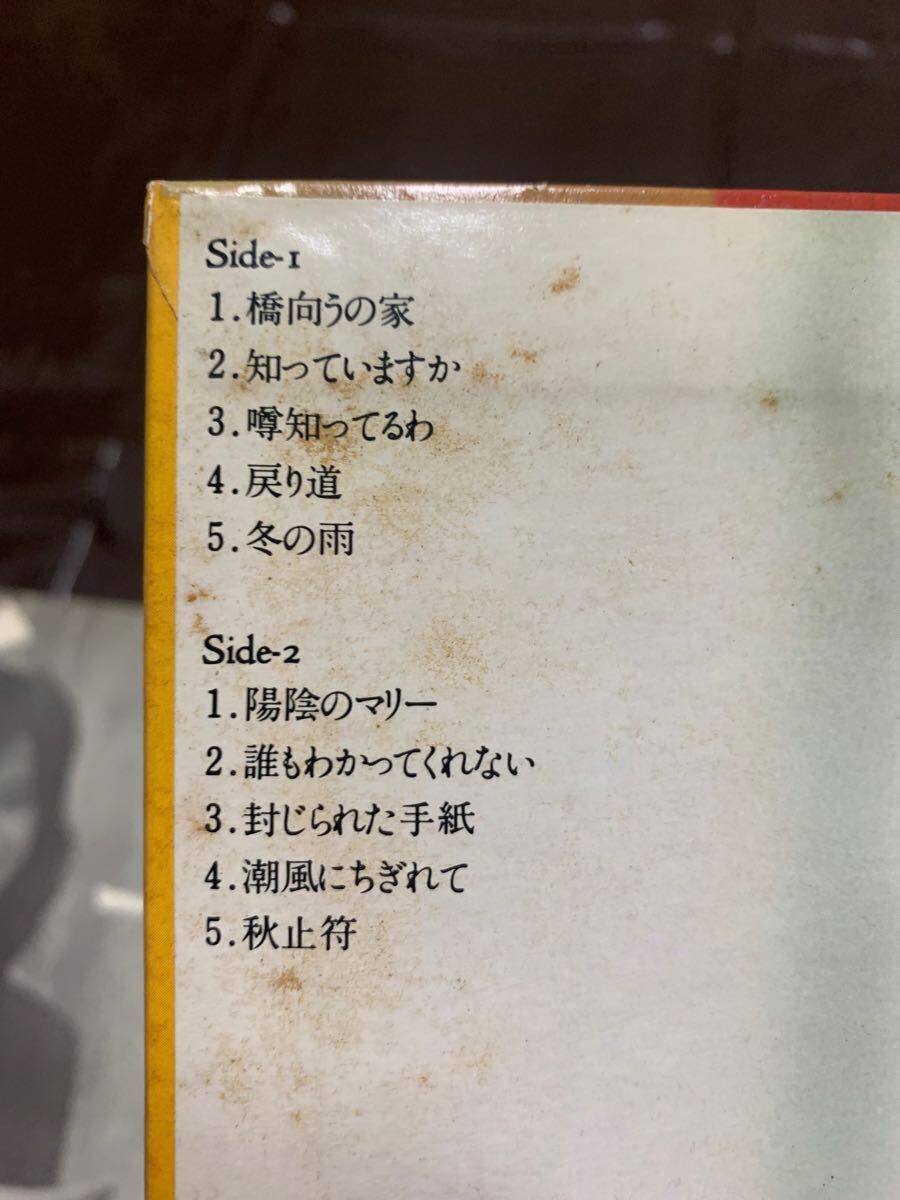 Side-1
1.橋向うの家
2.知っていますか
3.噂知ってるわ
4.戻り道
5.冬の雨
Side-2
1.陽陰のマリー
2.誰もわかってくれない
3.封じられた手紙
4.潮風にちぎれて
5.秋止符